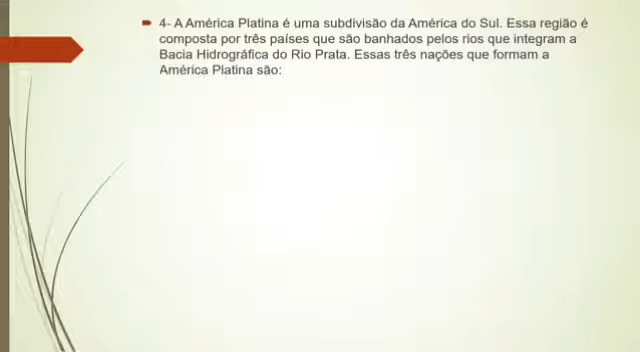 4- A América Platina é uma subdivisão da América do Sul. Essa região é
composta por três países que são banhados pelos rios que integram a
Bacia Hidrográfica do Rio Prata. Essas três nações que formam a
América Platina são: